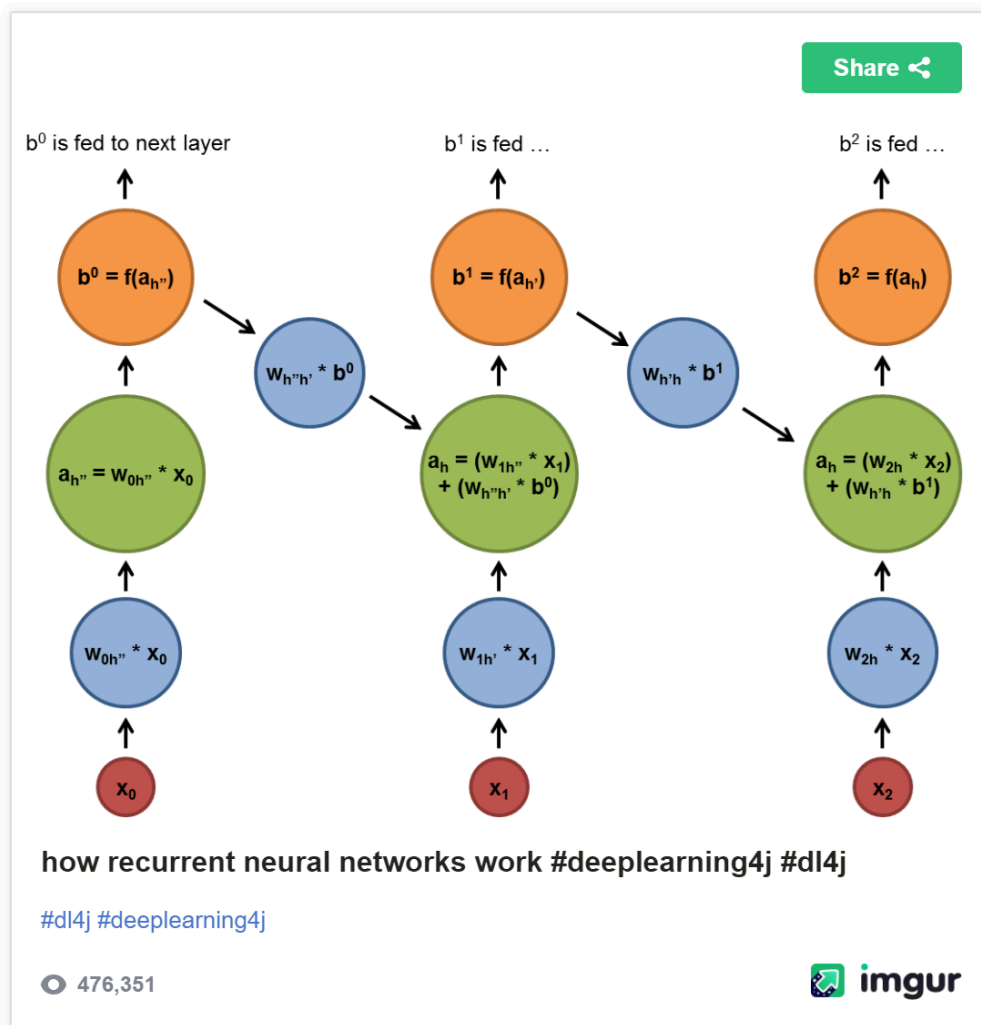 Share
b⁰ is fed to next layer
b¹ is fed ...
b² is fed ...
b⁰ = f(aₕ”)
b¹ = f(aₕ’)
b² = f(aₕ)
wₕ”ₕ’ * b⁰
wₕ’ₕ * b¹
aₕ” = w₀ₕ” * x₀
aₕ = (w₁ₕ” * x₁)
+ (wₕ”ₕ’ * b⁰)
aₕ = (w₂ₕ * x₂)
+ (wₕ’ₕ * b¹)
w₀ₕ” * x₀
w₁ₕ’ * x₁
w₂ₕ * x₂
x₀
x₁
x₂
how recurrent neural networks work #deeplearning4j #dl4j
#dl4j #deeplearning4j
476,351
imgur